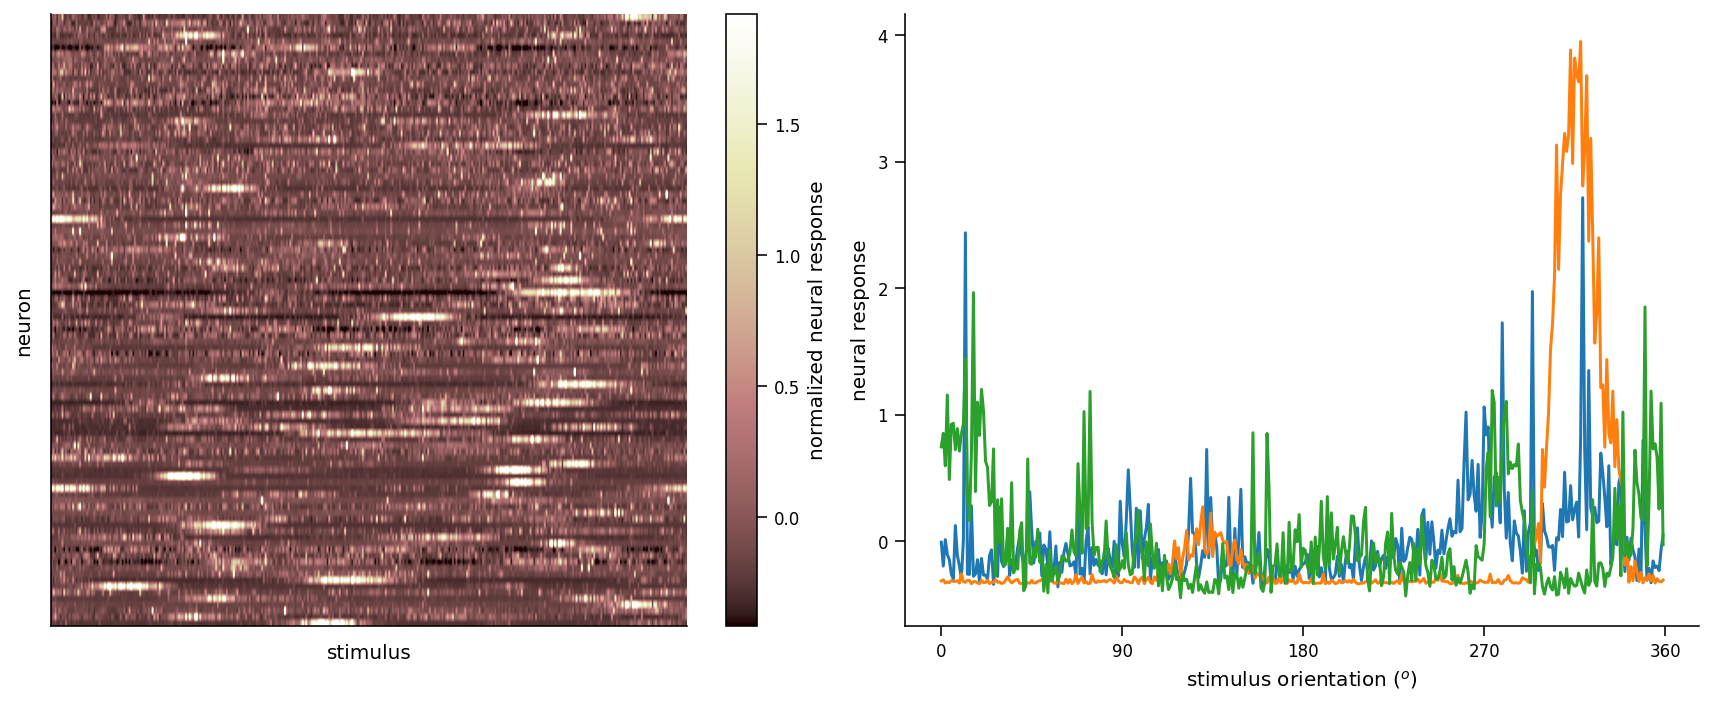 neuron
stimulus
1.5
1.0
0.5
0.0
normalized neural response
4
3
2
1
0
neural response
0 90 180 270 360
stimulus orientation (°)